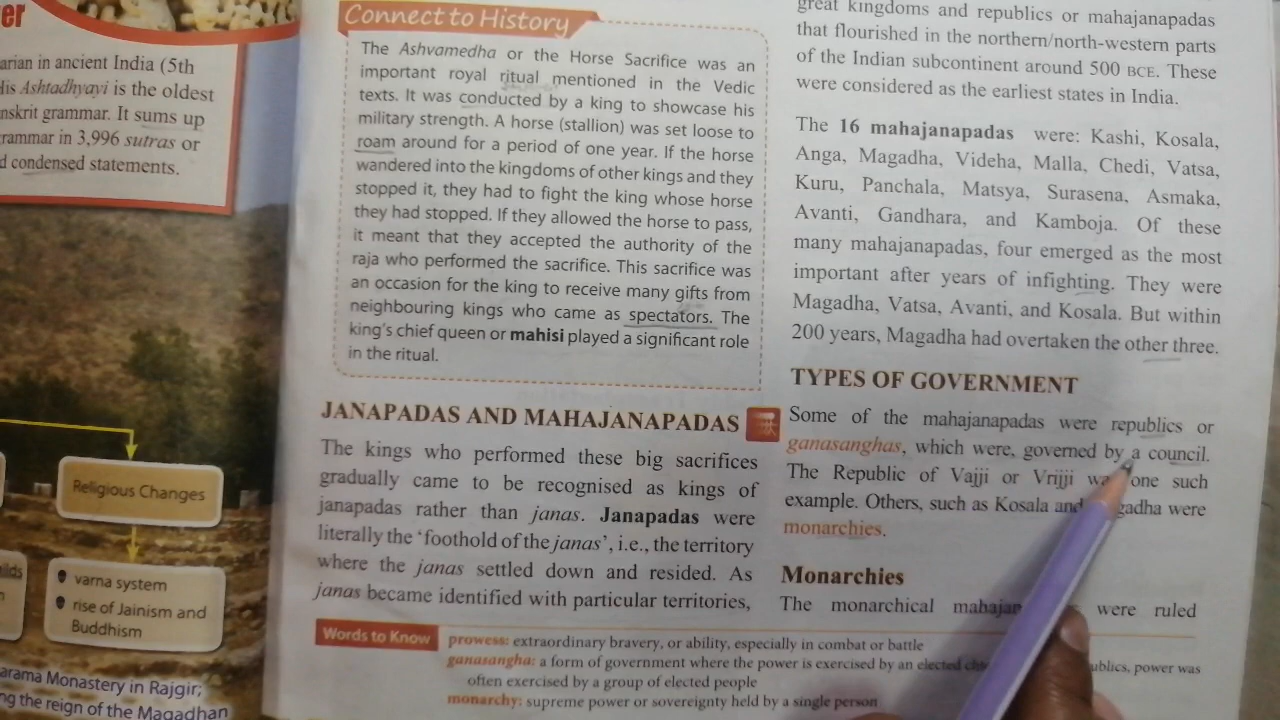 er
arian in ancient India (5th
His Ashtadhyayi is the oldest
nskrit grammar. It sums up
rammar in 3,996 sutras or
d condensed statements.
Religious Changes
varna system
rise of Jainism and
Buddhism
arama Monastery in Rajgir;
ng the reign of the Magadhan
Connect to History
The Ashvamedha or the Horse Sacrifice was an
important royal ritual mentioned in the Vedic
texts. It was conducted by a king to showcase his
military strength. A horse (stallion) was set loose to
roam around for a period of one year. If the horse
wandered into the kingdoms of other kings and they
stopped it, they had to fight the king whose horse
they had stopped. If they allowed the horse to pass,
it meant that they accepted the authority of the
raja who performed the sacrifice. This sacrifice was
an occasion for the king to receive many gifts from
neighbouring kings who came as spectators. The
king's chief queen or mahisi played a significant role
in the ritual.
JANAPADAS AND MAHAJANAPADAS
The kings who performed these big sacrifices
gradually came to be recognised as kings of
janapadas rather than janas. Janapadas were
literally the 'foothold of the janas', i.e., the territory
where the janas settled down and resided. As
janas became identified with particular territories,
great kingdoms and republics or mahajanapadas
that flourished in the northern/north-western parts
of the Indian subcontinent around 500 BCE. These
were considered as the earliest states in India.
The 16 mahajanapadas were: Kashi, Kosala,
Anga, Magadha, Videha, Malla, Chedi, Vatsa,
Kuru, Panchala, Matsya, Surasena, Asmaka,
Avanti, Gandhara, and Kamboja. Of these
many mahajanapadas, four emerged as the most
important after years of infighting. They were
Magadha, Vatsa, Avanti, and Kosala. But within
200 years, Magadha had overtaken the other three.
TYPES OF GOVERNMENT
Some of the mahajanapadas were republics or
ganasanghas, which were, governed by a council.
The Republic of Vajji or Vrijji wa one such
example. Others, such as Kosala and gadha were
monarchies.
Monarchies
The monarchical mahajan were ruled
Words to Know
prowess: extraordinary bravery, or ability, especially in combat or battle
ganasangha: a form of government where the power is exercised by an elected ublics, power was
often exercised by a group of elected people
monarchy: supreme power or sovereignty held by a single person